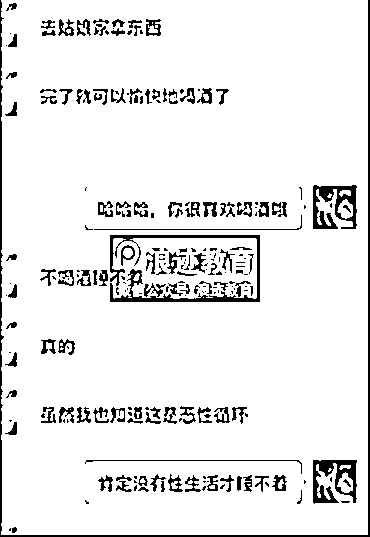 去姑娘家拿东西
完了就可以愉快地喝酒了
哈哈哈，你很喜欢喝酒哦
浪迹教育
不喝酒睡不着
微信公众号：浪迹教育
真的
虽然我也知道这是恶性循环
肯定没有性生活才睡不着